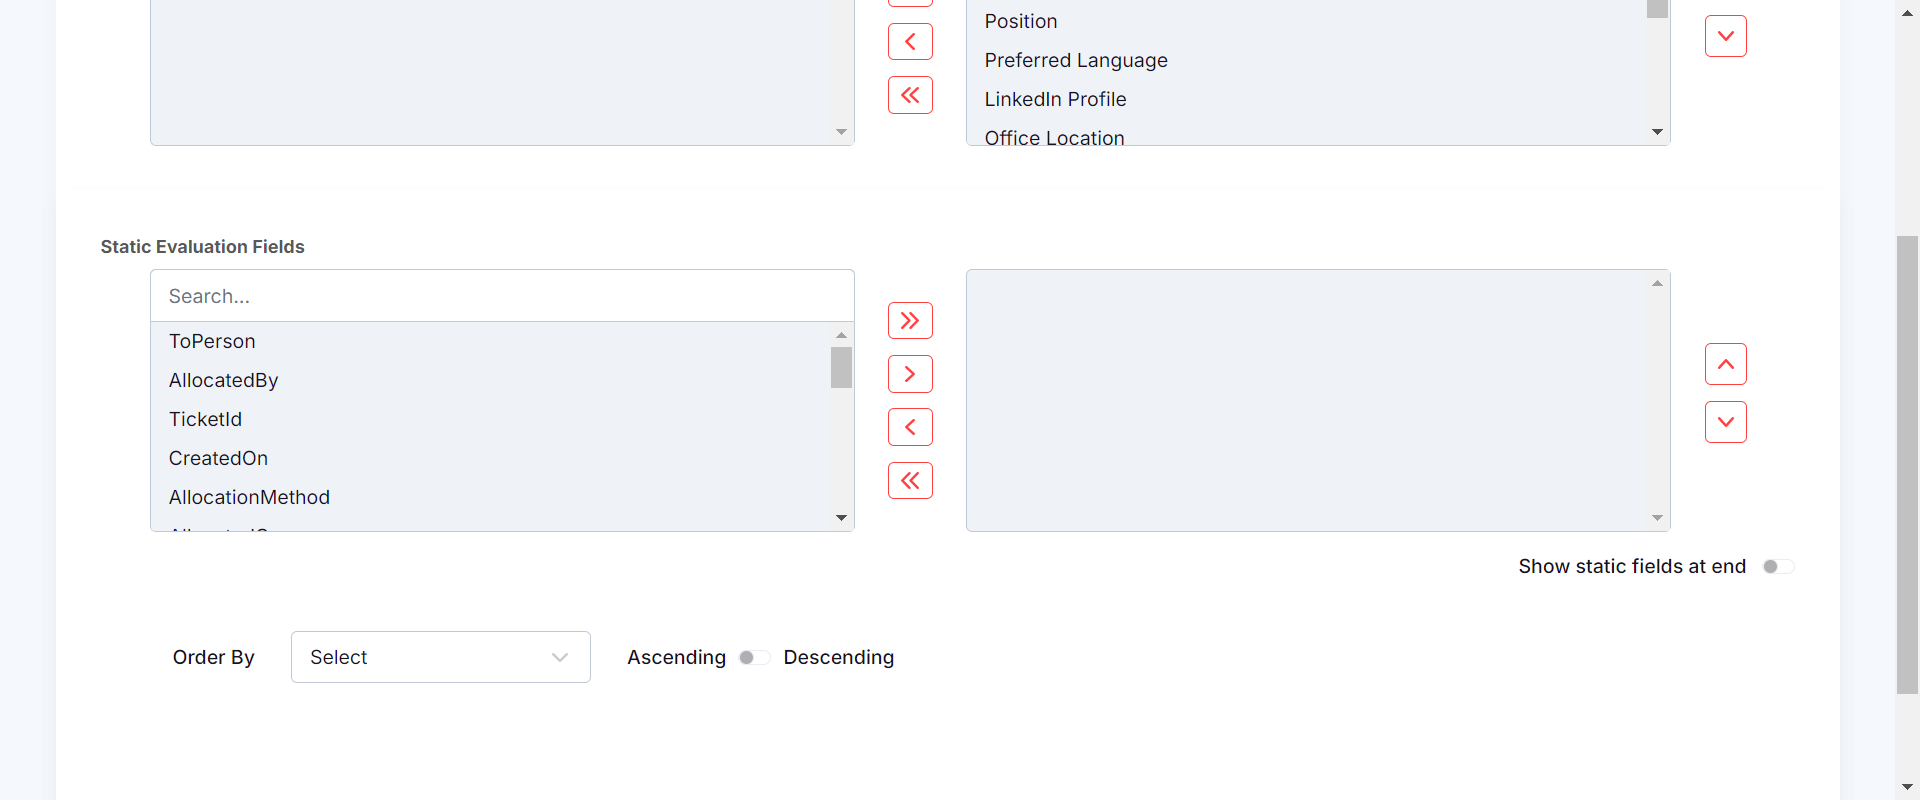 Position
Preferred Language
LinkedIn Profile
Office Location
Static Evaluation Fields
Search...
ToPerson
AllocatedBy
TicketId
CreatedOn
AllocationMethod
Show static fields at end
Order By
Select
Ascending
Descending